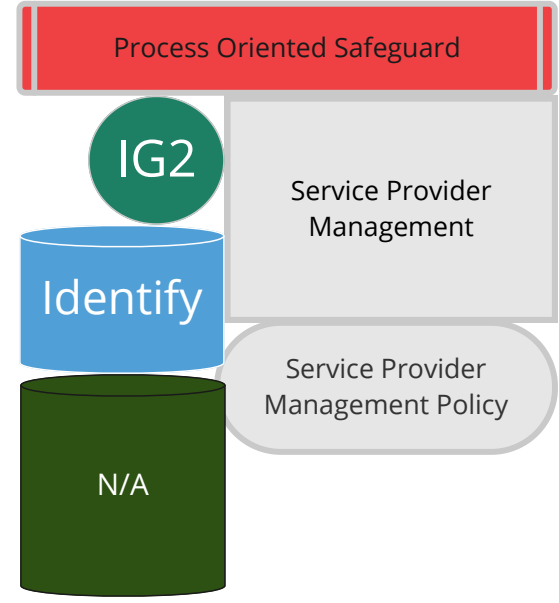 Process Oriented Safeguard
IG2
Service Provider
Management
Identify
Service Provider
Management Policy
N/A